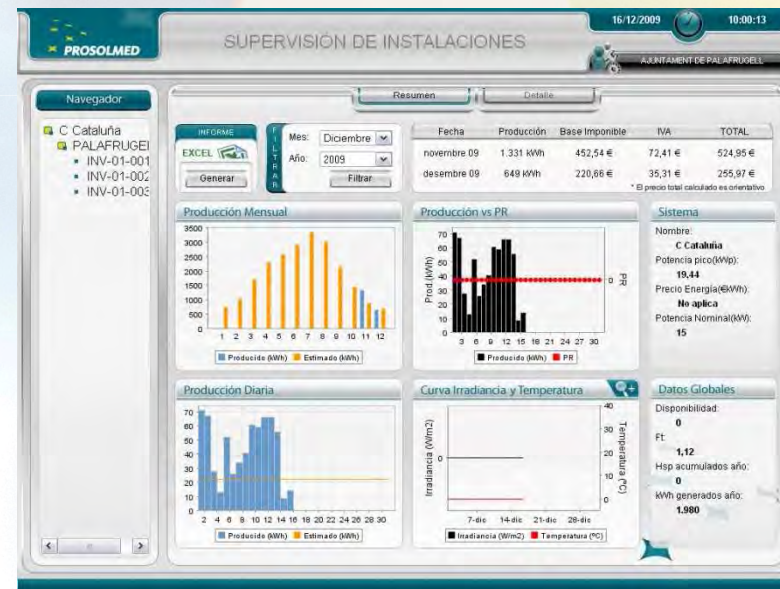 PROSOLMED
SUPERVISIÓN DE INSTALACIONES
16/12/2009 10:00:13
AJUNTAMENT DE PALAFRUGELL
Navegador
C Cataluña
PALAFRUGEL
INV-01-001
INV-01-002
INV-01-003
Resumen Detalle
INFORME
EXCEL
Generar
FILTRAR
Mes: Diciembre
Año: 2009
Filtrar
Fecha Producción Base Imponible IVA TOTAL
novembre 09 1.331 kWh 452,54 € 72,41 € 524,95 €
desembre 09 649 kWh 220,66 € 35,31 € 255,97 €
* El precio total calculado es orientativo
Producción Mensual
3500
3000
2500
2000
1500
1000
500
0
1 2 3 4 5 6 7 8 9 10 11 12
Producido (kWh) Estimado (kWh)
Producción vs PR
Prod.(kWh)
70
60
50
40
30
20
10
0
0
PR
3 6 9 12 15 18 21 24 27 30
Producido (kWh) PR
Sistema
Nombre:
C Cataluña
Potencia pico(kWp):
19,44
Precio Energía(€kWh):
No aplica
Potencia Nominal(kW):
15
Producción Diaria
70
60
50
40
30
20
10
0
2 4 6 8 10 12 14 16 18 20 22 24 26 28 30
Producido (kWh) Estimado (kWh)
Curva Irradiancia y Temperatura
Irradiancia (W/m2)
0
40
30
20
10
0
Temperatura (ºC)
7-dic 14-dic 21-dic 28-dic
Irradiancia (W/m2) Temperatura (ºC)
Datos Globales
Disponibilidad:
0
Ft:
1,12
Hsp acumulados año:
0
kWh generados año:
1.980